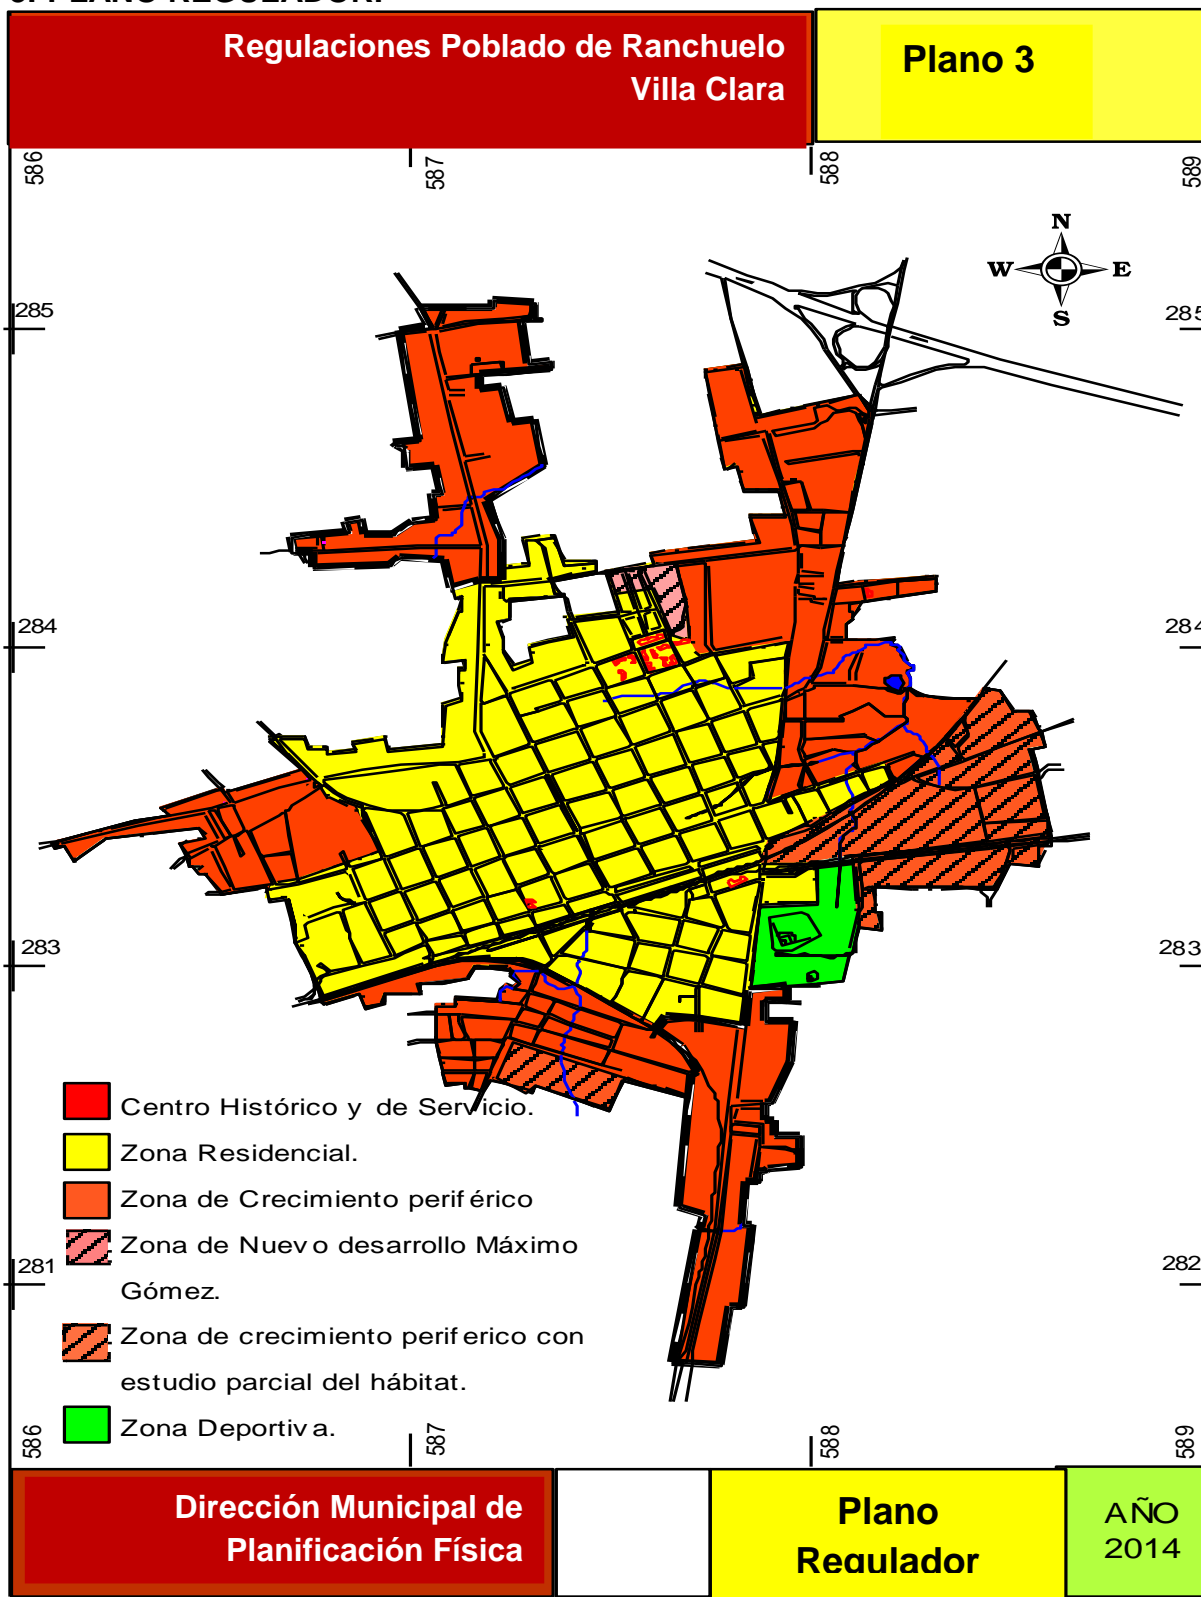 Regulaciones Poblado de Ranchuelo
Villa Clara
Plano 3
586
587
588
589
N
W E
S
285
285
284
284
283
283
Centro Histórico y de Servicio.
Zona Residencial.
Zona de Crecimiento periférico
Zona de Nuevo desarrollo Máximo
Gómez.
281
282
Zona de crecimiento periferico con
estudio parcial del hábitat.
Zona Deportiva.
586
587
588
589
Dirección Municipal de
Planificación Física
Plano
Regulador
AÑO
2014